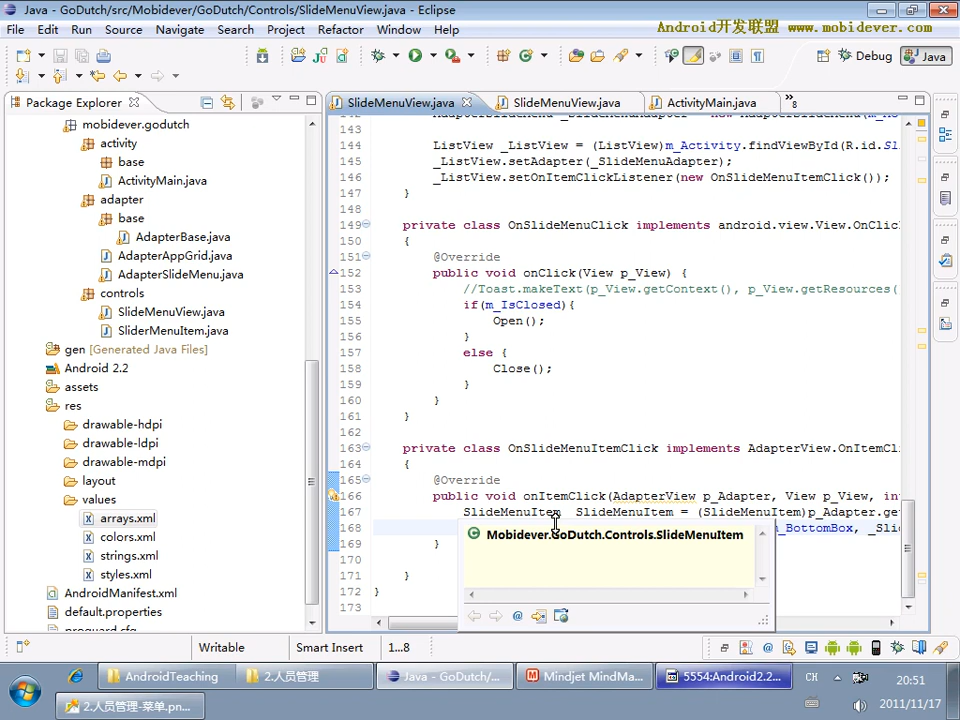 Java - GoDutch/src/Mobidever/GoDutch/Controls/SlideMenuView.java - Eclipse
File Edit Run Source Navigate Search Project Refactor Window Help
Android开发联盟 www.mobidever.com
Debug Java
Package Explorer
SlideMenuView.java SlideMenuView.java ActivityMain.java »8
mobidever.godutch
activity
base
ActivityMain.java
adapter
base
AdapterBase.java
AdapterAppGrid.java
AdapterSlideMenu.java
controls
SlideMenuView.java
SliderMenuItem.java
gen [Generated Java Files]
Android 2.2
assets
res
drawable-hdpi
drawable-ldpi
drawable-mdpi
layout
values
arrays.xml
colors.xml
strings.xml
styles.xml
AndroidManifest.xml
default.properties
143
144 ListView _ListView = (ListView)m_Activity.findViewById(R.id.Sl
145 _ListView.setAdapter(_SlideMenuAdapter);
146 _ListView.setOnItemClickListener(new OnSlideMenuItemClick());
147 }
148
149 private class OnSlideMenuClick implements android.view.View.OnCl
150 {
151 @Override
152 public void onClick(View p_View) {
153 //Toast.makeText(p_View.getContext(), p_View.getResources(
154 if(m_IsClosed){
155 Open();
156 }
157 else {
158 Close();
159 }
160 }
161 }
162
163 private class OnSlideMenuItemClick implements AdapterView.OnItemCl
164 {
165 @Override
166 public void onItemClick(AdapterView p_Adapter, View p_View, in
167 SlideMenuItem _SlideMenuItem = (SlideMenuItem)p_Adapter.ge
168 m_BottomBox, _Slid
169 }
170
171 }
172 }
173
Mobidever.GoDutch.Controls.SlideMenuItem
Writable Smart Insert 1...8
AndroidTeaching 2.人员管理 Java - GoDutch/... Mindjet MindMa... 5554:Android2.2... CH 20:51
2.人员管理-菜单.pn... 2011/11/17